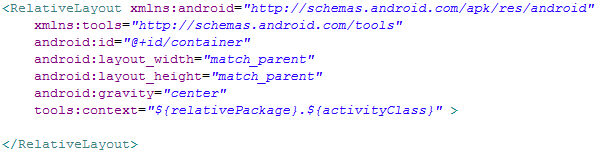 <RelativeLayout xmlns:android="http://schemas.android.com/apk/res/android"
    xmlns:tools="http://schemas.android.com/tools"
    android:id="@+id/container"
    android:layout_width="match_parent"
    android:layout_height="match_parent"
    android:gravity="center"
    tools:context="${relativePackage}.${activityClass}" >
</RelativeLayout>